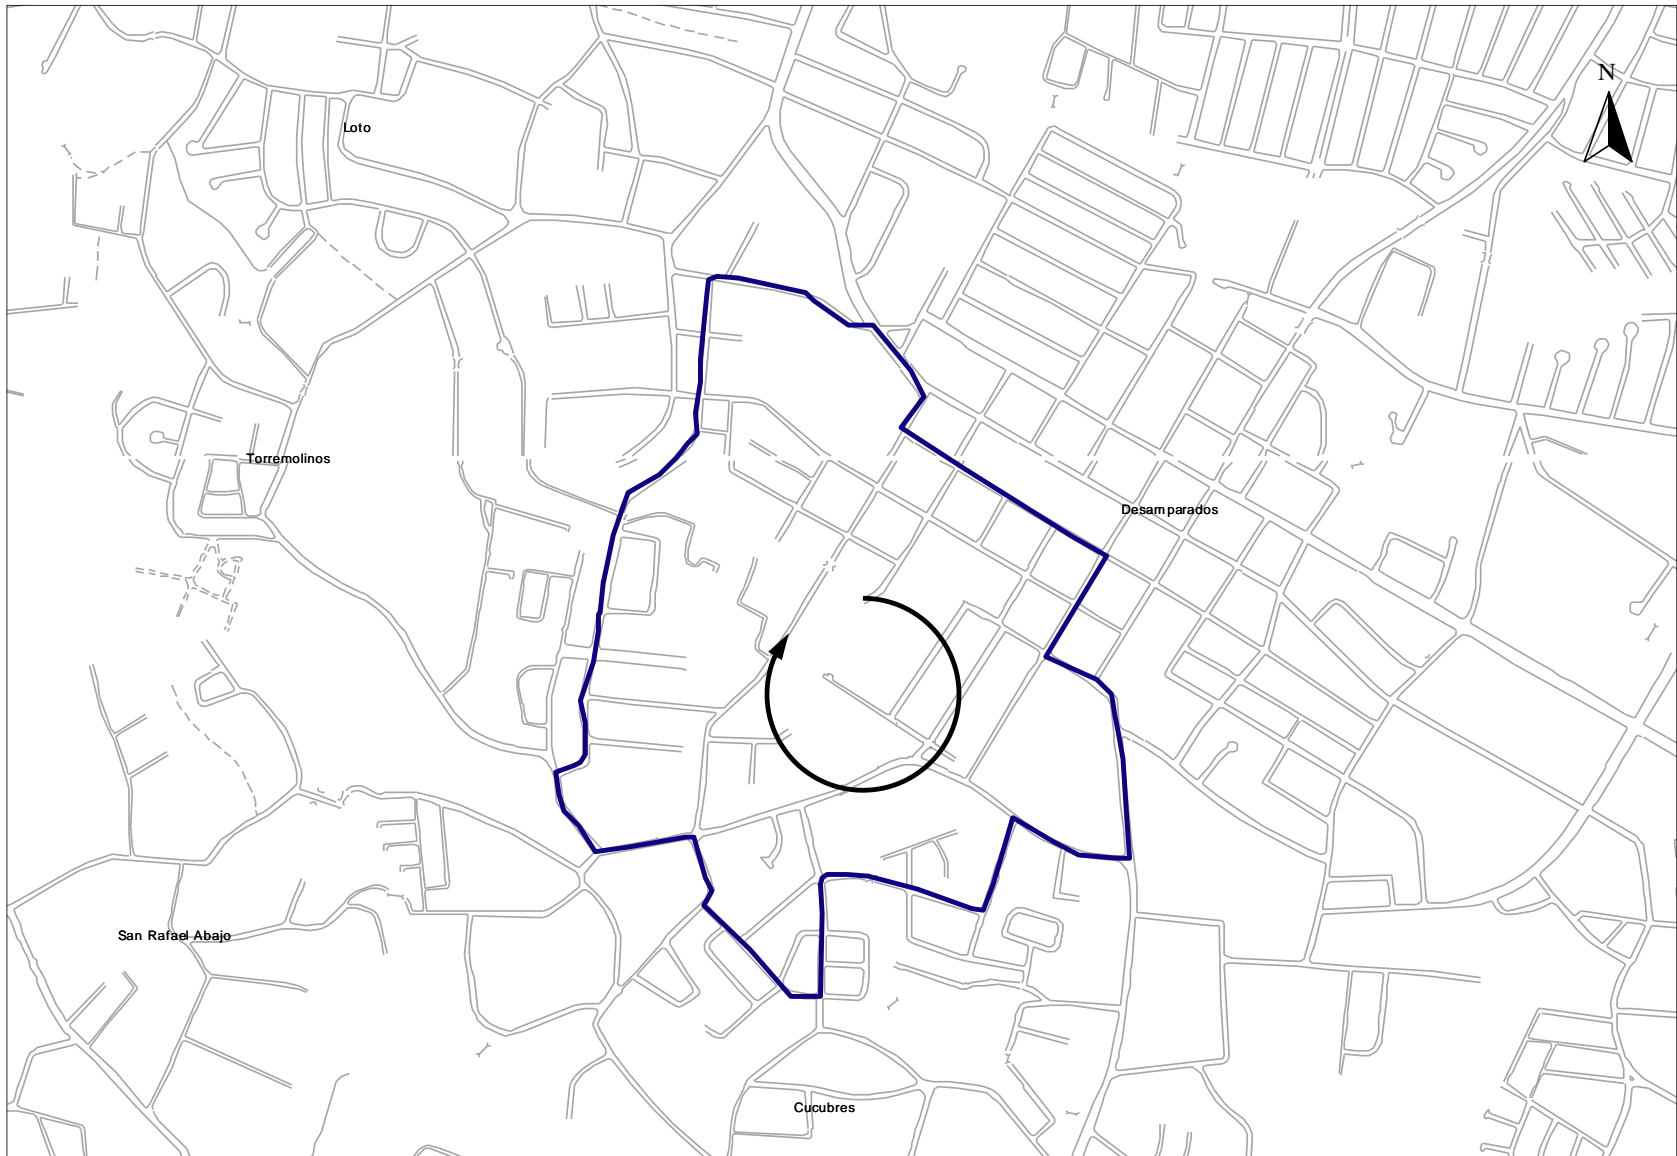 N
Loto
Torremolinos
Desamparados
San Rafael Abajo
Cucubres